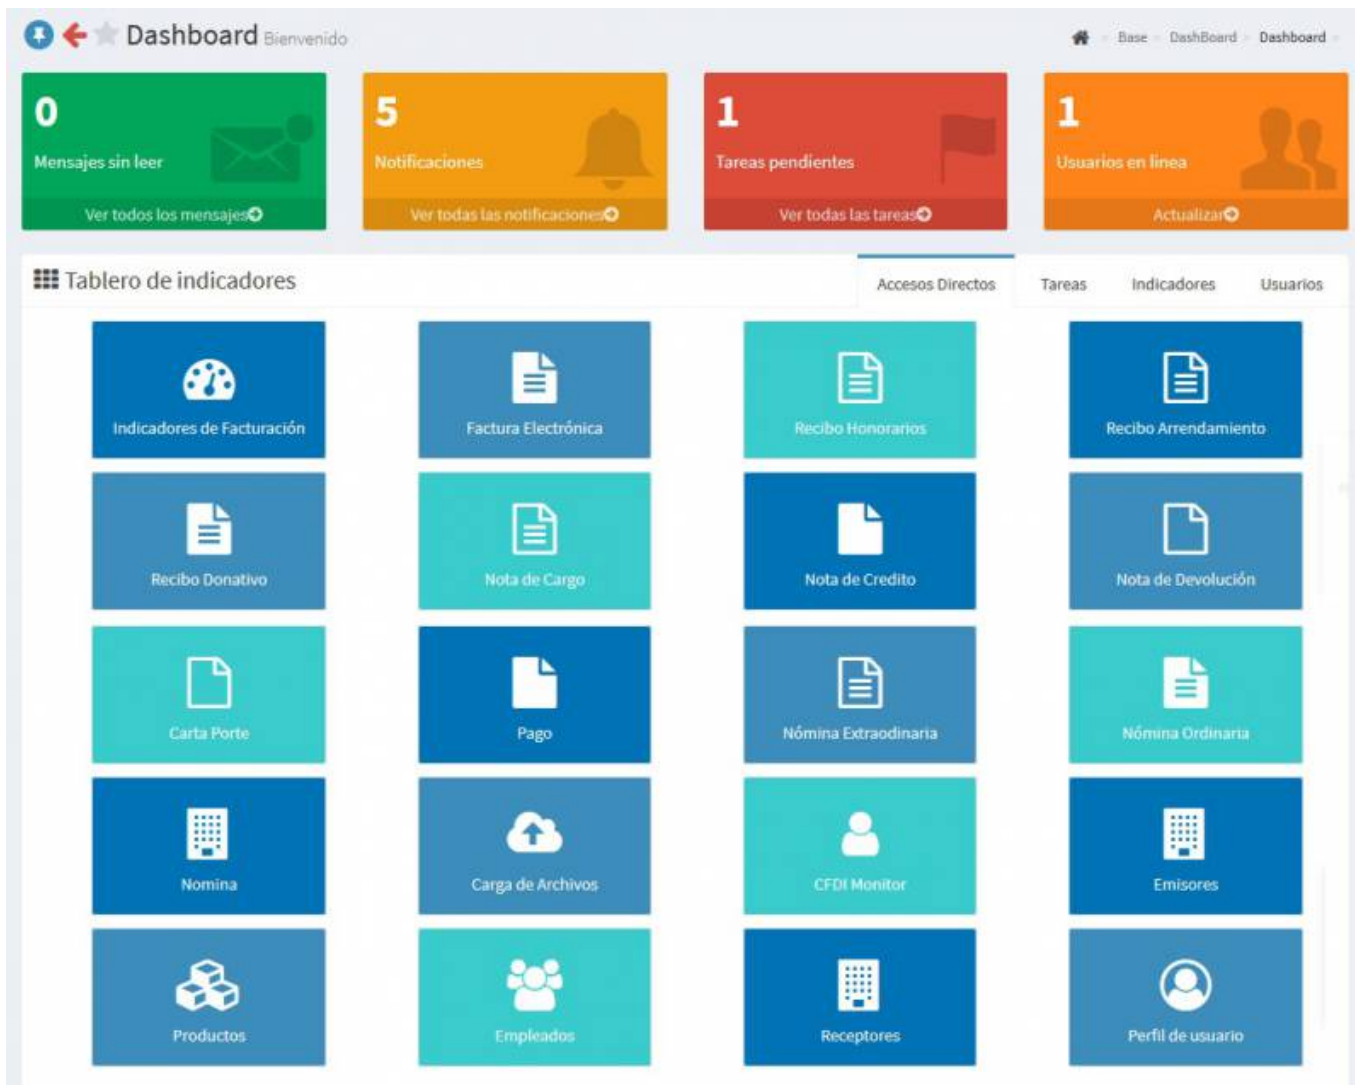 Dashboard Bienvenido
Base DashBoard Dashboard
0
Mensajes sin leer
Ver todos los mensajes
5
Notificaciones
Ver todas las notificaciones
1
Tareas pendientes
Ver todas las tareas
1
Usuarios en linea
Actualizar
Tablero de indicadores
Accesos Directos Tareas Indicadores Usuarios
Indicadores de Facturación
Factura Electrónica
Recibo Honorarios
Recibo Arrendamiento
Recibo Donativo
Nota de Cargo
Nota de Credito
Nota de Devolución
Carta Porte
Pago
Nómina Extraodinaria
Nómina Ordinaria
Nomina
Carga de Archivos
CFDI Monitor
Emisores
Productos
Empleados
Receptores
Perfil de usuario